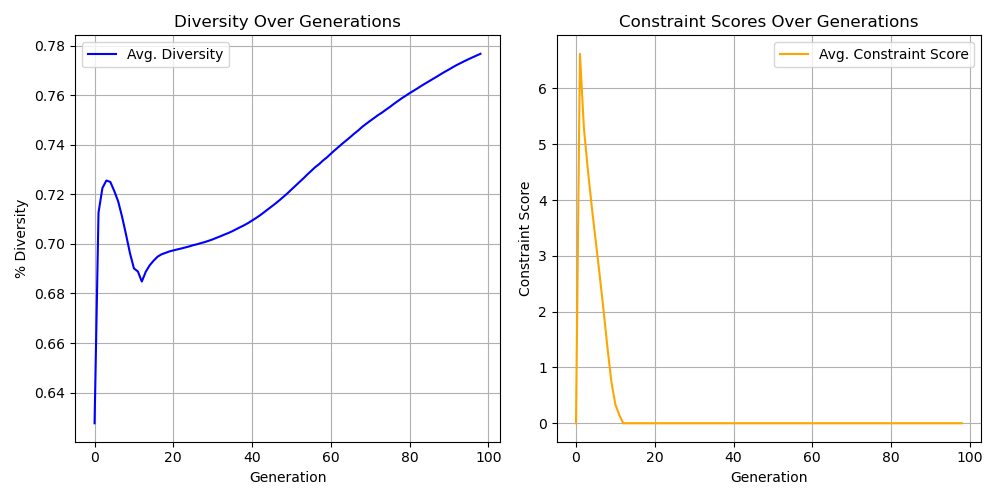 Diversity Over Generations
Avg. Diversity
% Diversity
0.78
0.76
0.74
0.72
0.70
0.68
0.66
0.64
0 20 40 60 80 100
Generation
Constraint Scores Over Generations
Avg. Constraint Score
Constraint Score
6
5
4
3
2
1
0
0 20 40 60 80 100
Generation